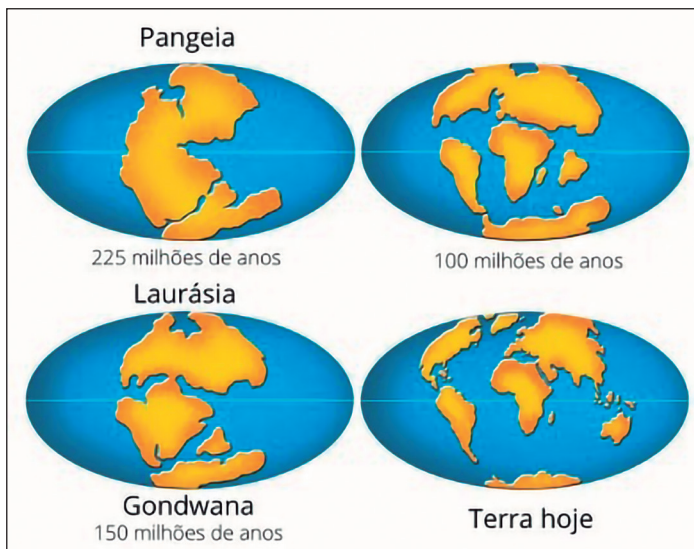 Pangeia
225 milhões de anos
100 milhões de anos
Laurásia
Gondwana
150 milhões de anos
Terra hoje